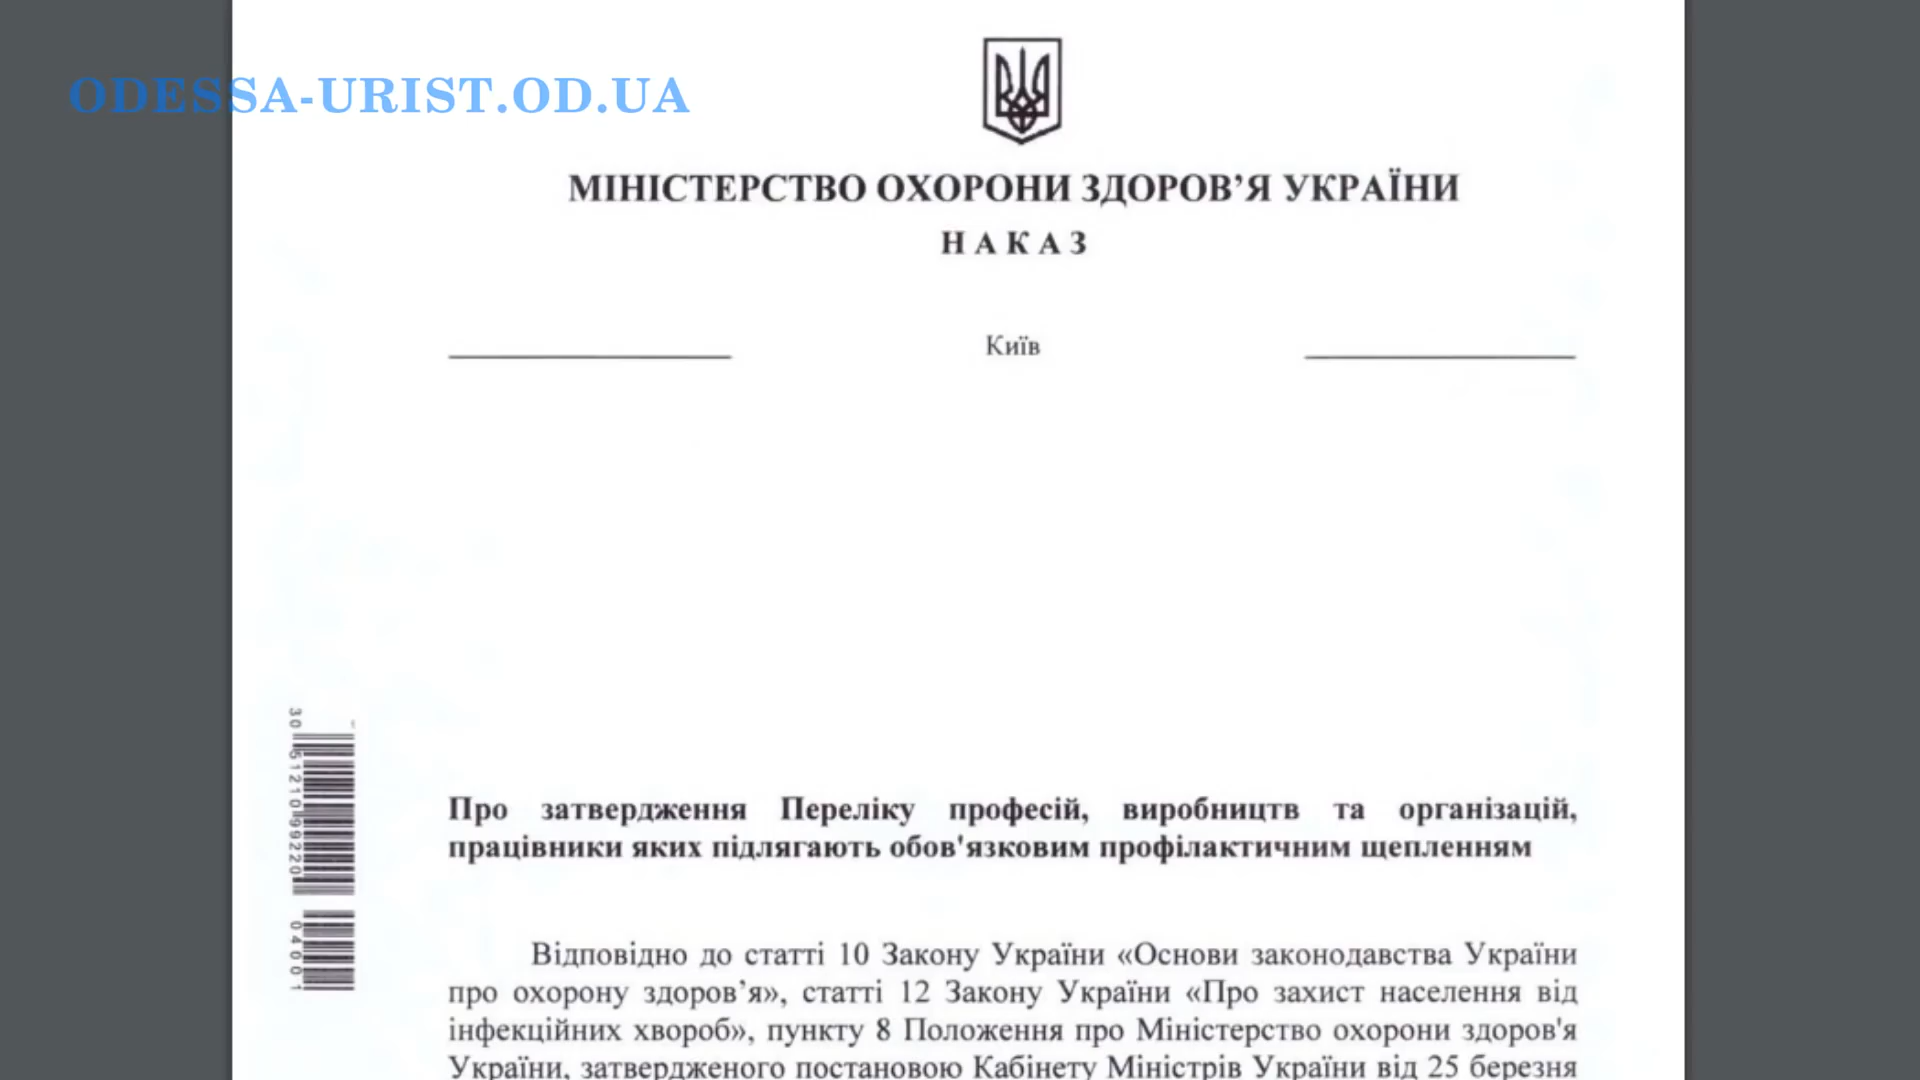 ODESSA-URIST.OD.UA
МІНІСТЕРСТВО ОХОРОНИ ЗДОРОВ’Я УКРАЇНИ
Н А К А З
Київ
Про затвердження Переліку професій, виробництв та організацій,
працівники яких підлягають обов'язковим профілактичним щепленням
Відповідно до статті 10 Закону України «Основи законодавства України
про охорону здоров’я», статті 12 Закону України «Про захист населення від
інфекційних хвороб», пункту 8 Положення про Міністерство охорони здоров'я
України, затвердженого постановою Кабінету Міністрів України від 25 березня